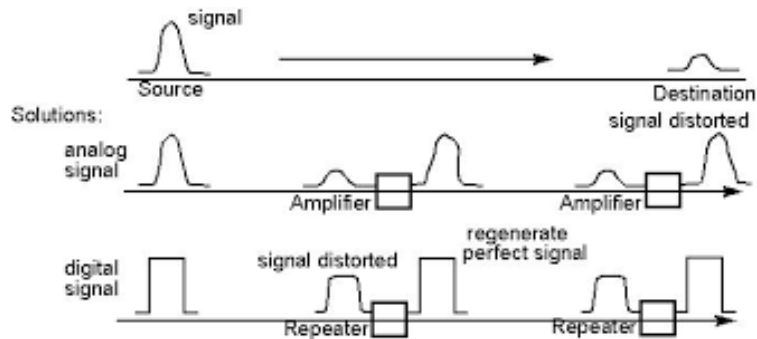 signal
Source
Destination
Solutions:
signal distorted
analog
signal
Amplifier
Amplifier
regenerate
perfect signal
digital
signal
signal distorted
Repeater
Repeater